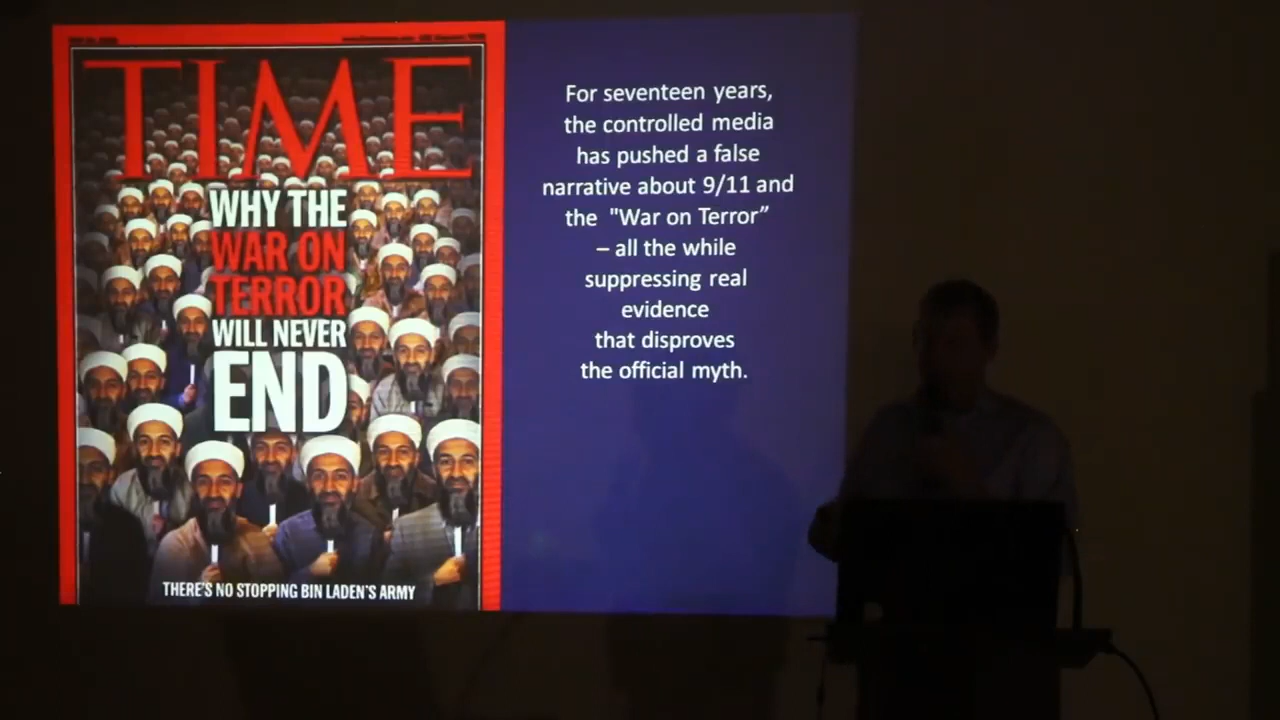 TIME
WHY THE
WAR ON
TERROR
WILL NEVER
END
THERE'S NO STOPPING BIN LADEN'S ARMY
For seventeen years,
the controlled media
has pushed a false
narrative about 9/11 and
the "War on Terror”
– all the while
suppressing real
evidence
that disproves
the official myth.